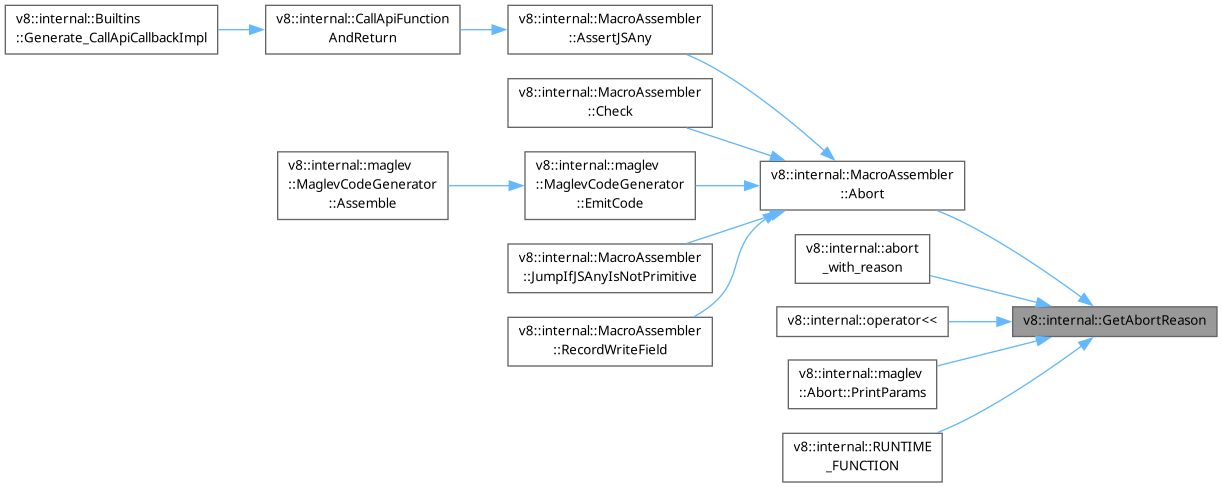 v8::internal::Builtins
::Generate_CallApiCallbackImpl
v8::internal::CallApiFunction
AndReturn
v8::internal::MacroAssembler
::AssertJSAny
v8::internal::MacroAssembler
::Check
v8::internal::maglev
::MaglevCodeGenerator
::Assemble
v8::internal::maglev
::MaglevCodeGenerator
::EmitCode
v8::internal::MacroAssembler
::Abort
v8::internal::MacroAssembler
::JumpIfJSAnyIsNotPrimitive
v8::internal::abort
_with_reason
v8::internal::MacroAssembler
::RecordWriteField
v8::internal::operator<<
v8::internal::GetAbortReason
v8::internal::maglev
::Abort::PrintParams
v8::internal::RUNTIME
_FUNCTION